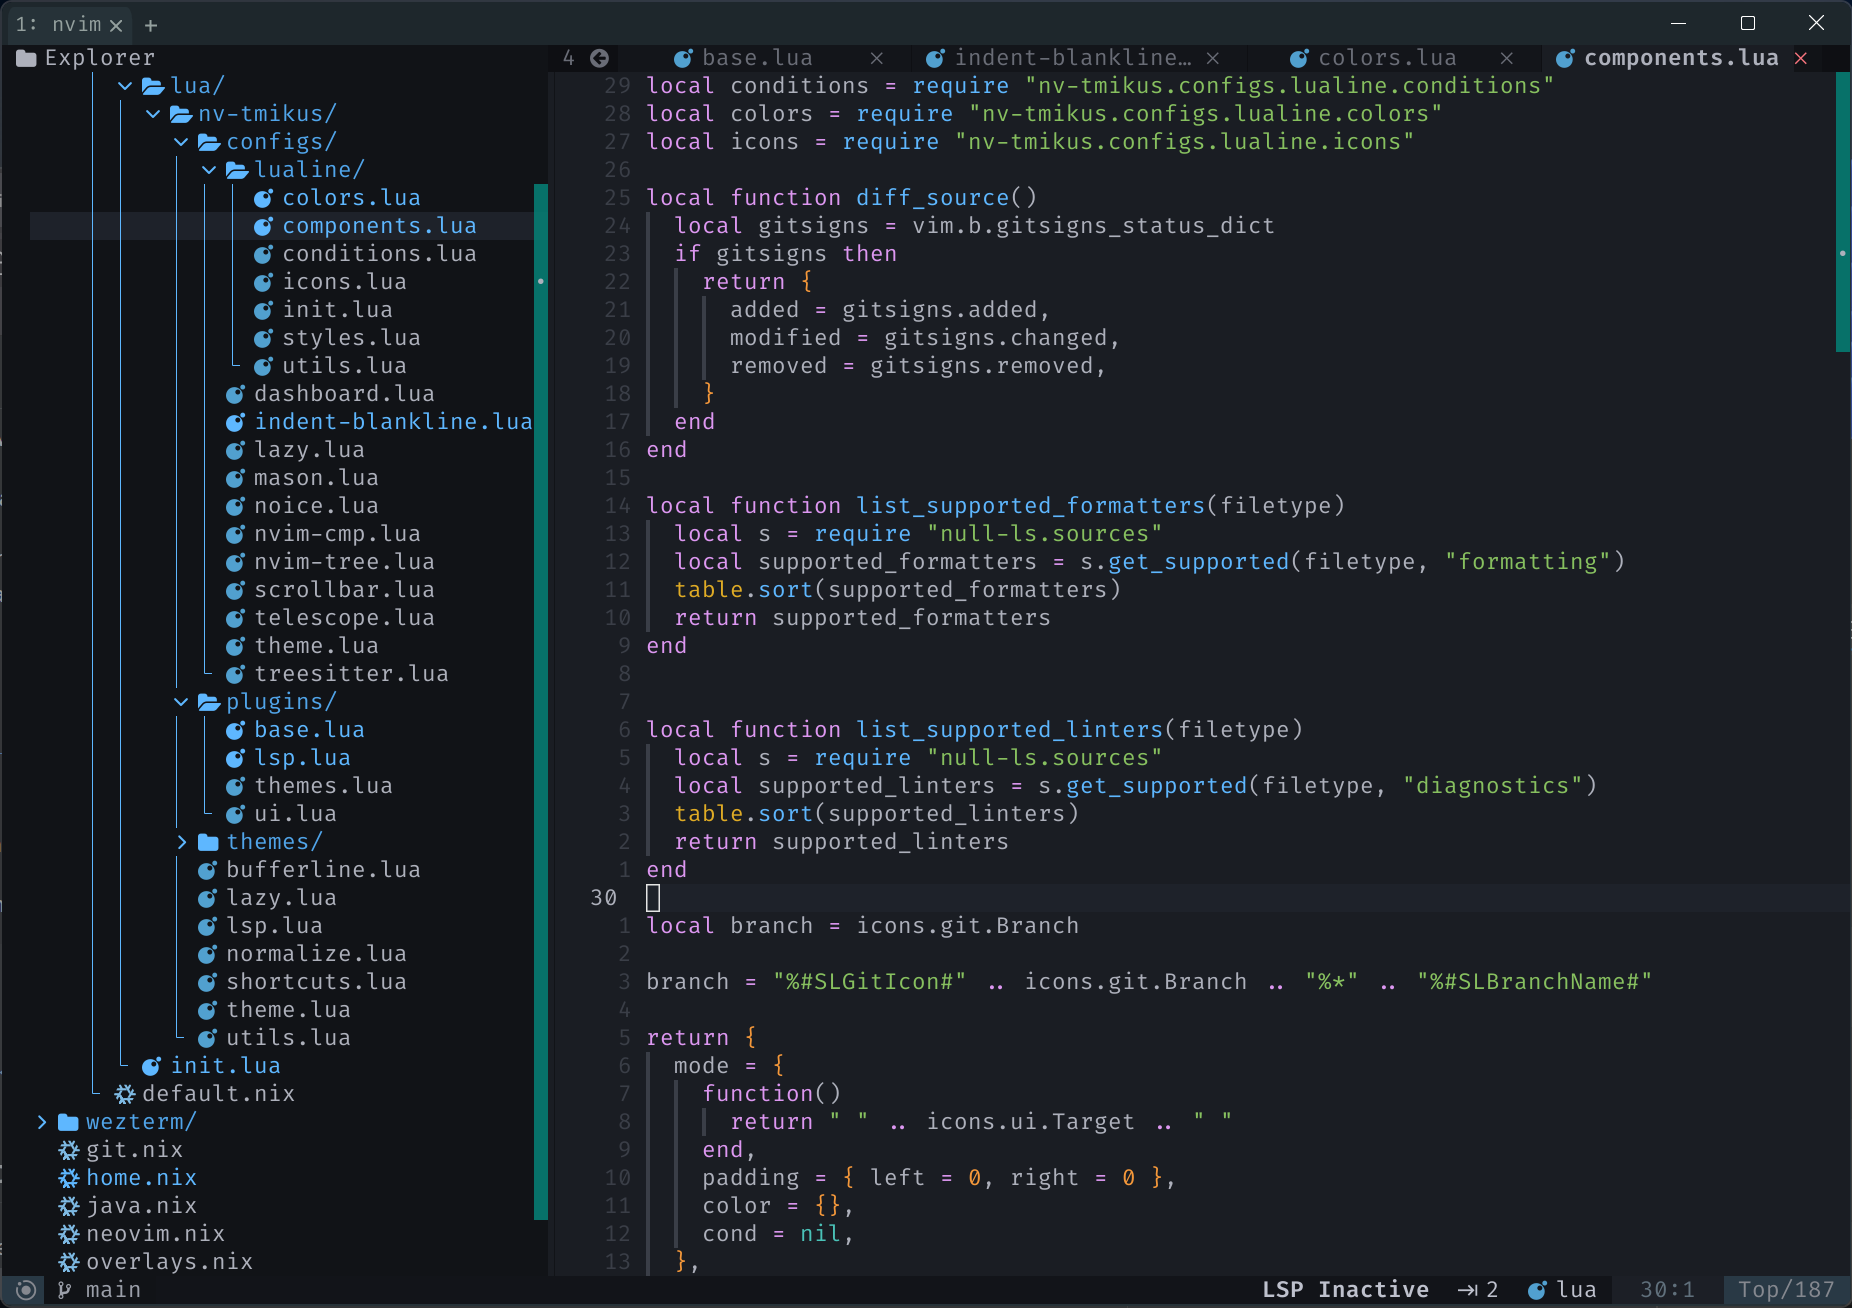 1: nvim × +
Explorer
lua/
nv-tmikus/
configs/
lualine/
colors.lua
components.lua
conditions.lua
icons.lua
init.lua
styles.lua
utils.lua
dashboard.lua
indent-blankline.lua
lazy.lua
mason.lua
noice.lua
nvim-cmp.lua
nvim-tree.lua
scrollbar.lua
telescope.lua
theme.lua
treesitter.lua
plugins/
base.lua
lsp.lua
themes.lua
ui.lua
themes/
bufferline.lua
lazy.lua
lsp.lua
normalize.lua
shortcuts.lua
theme.lua
utils.lua
init.lua
default.nix
wezterm/
git.nix
home.nix
java.nix
neovim.nix
overlays.nix
4 base.lua × indent-blankline… × colors.lua × components.lua ×
29 local conditions = require "nv-tmikus.configs.lualine.conditions"
28 local colors = require "nv-tmikus.configs.lualine.colors"
27 local icons = require "nv-tmikus.configs.lualine.icons"
26
25 local function diff_source()
24 local gitsigns = vim.b.gitsigns_status_dict
23 if gitsigns then
22 return {
21 added = gitsigns.added,
20 modified = gitsigns.changed,
19 removed = gitsigns.removed,
18 }
17 end
16 end
15
14 local function list_supported_formatters(filetype)
13 local s = require "null-ls.sources"
12 local supported_formatters = s.get_supported(filetype, "formatting")
11 table.sort(supported_formatters)
10 return supported_formatters
9 end
8
7
6 local function list_supported_linters(filetype)
5 local s = require "null-ls.sources"
4 local supported_linters = s.get_supported(filetype, "diagnostics")
3 table.sort(supported_linters)
2 return supported_linters
1 end
30
1 local branch = icons.git.Branch
2
3 branch = "%#SLGitIcon#" .. icons.git.Branch .. "%*" .. "%#SLBranchName#"
4
5 return {
6 mode = {
7 function()
8 return " " .. icons.ui.Target .. " "
9 end,
10 padding = { left = 0, right = 0 },
11 color = {},
12 cond = nil,
13 },
main LSP Inactive 2 lua 30:1 Top/187